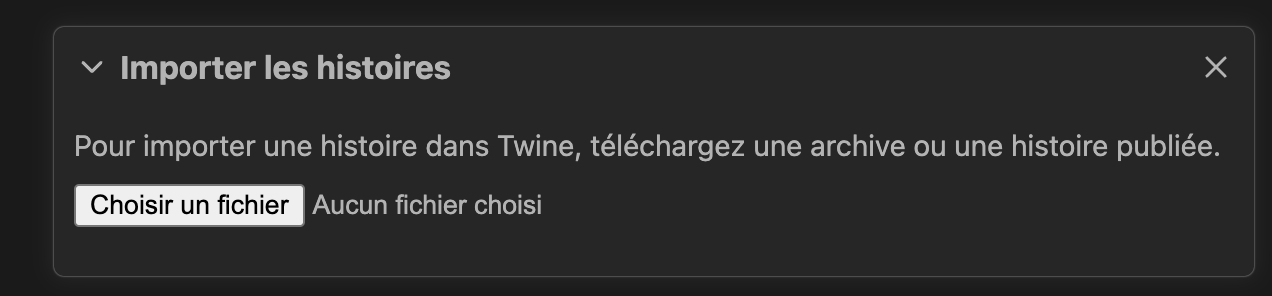 Importer les histoires
Pour importer une histoire dans Twine, téléchargez une archive ou une histoire publiée.
Choisir un fichier Aucun fichier choisi